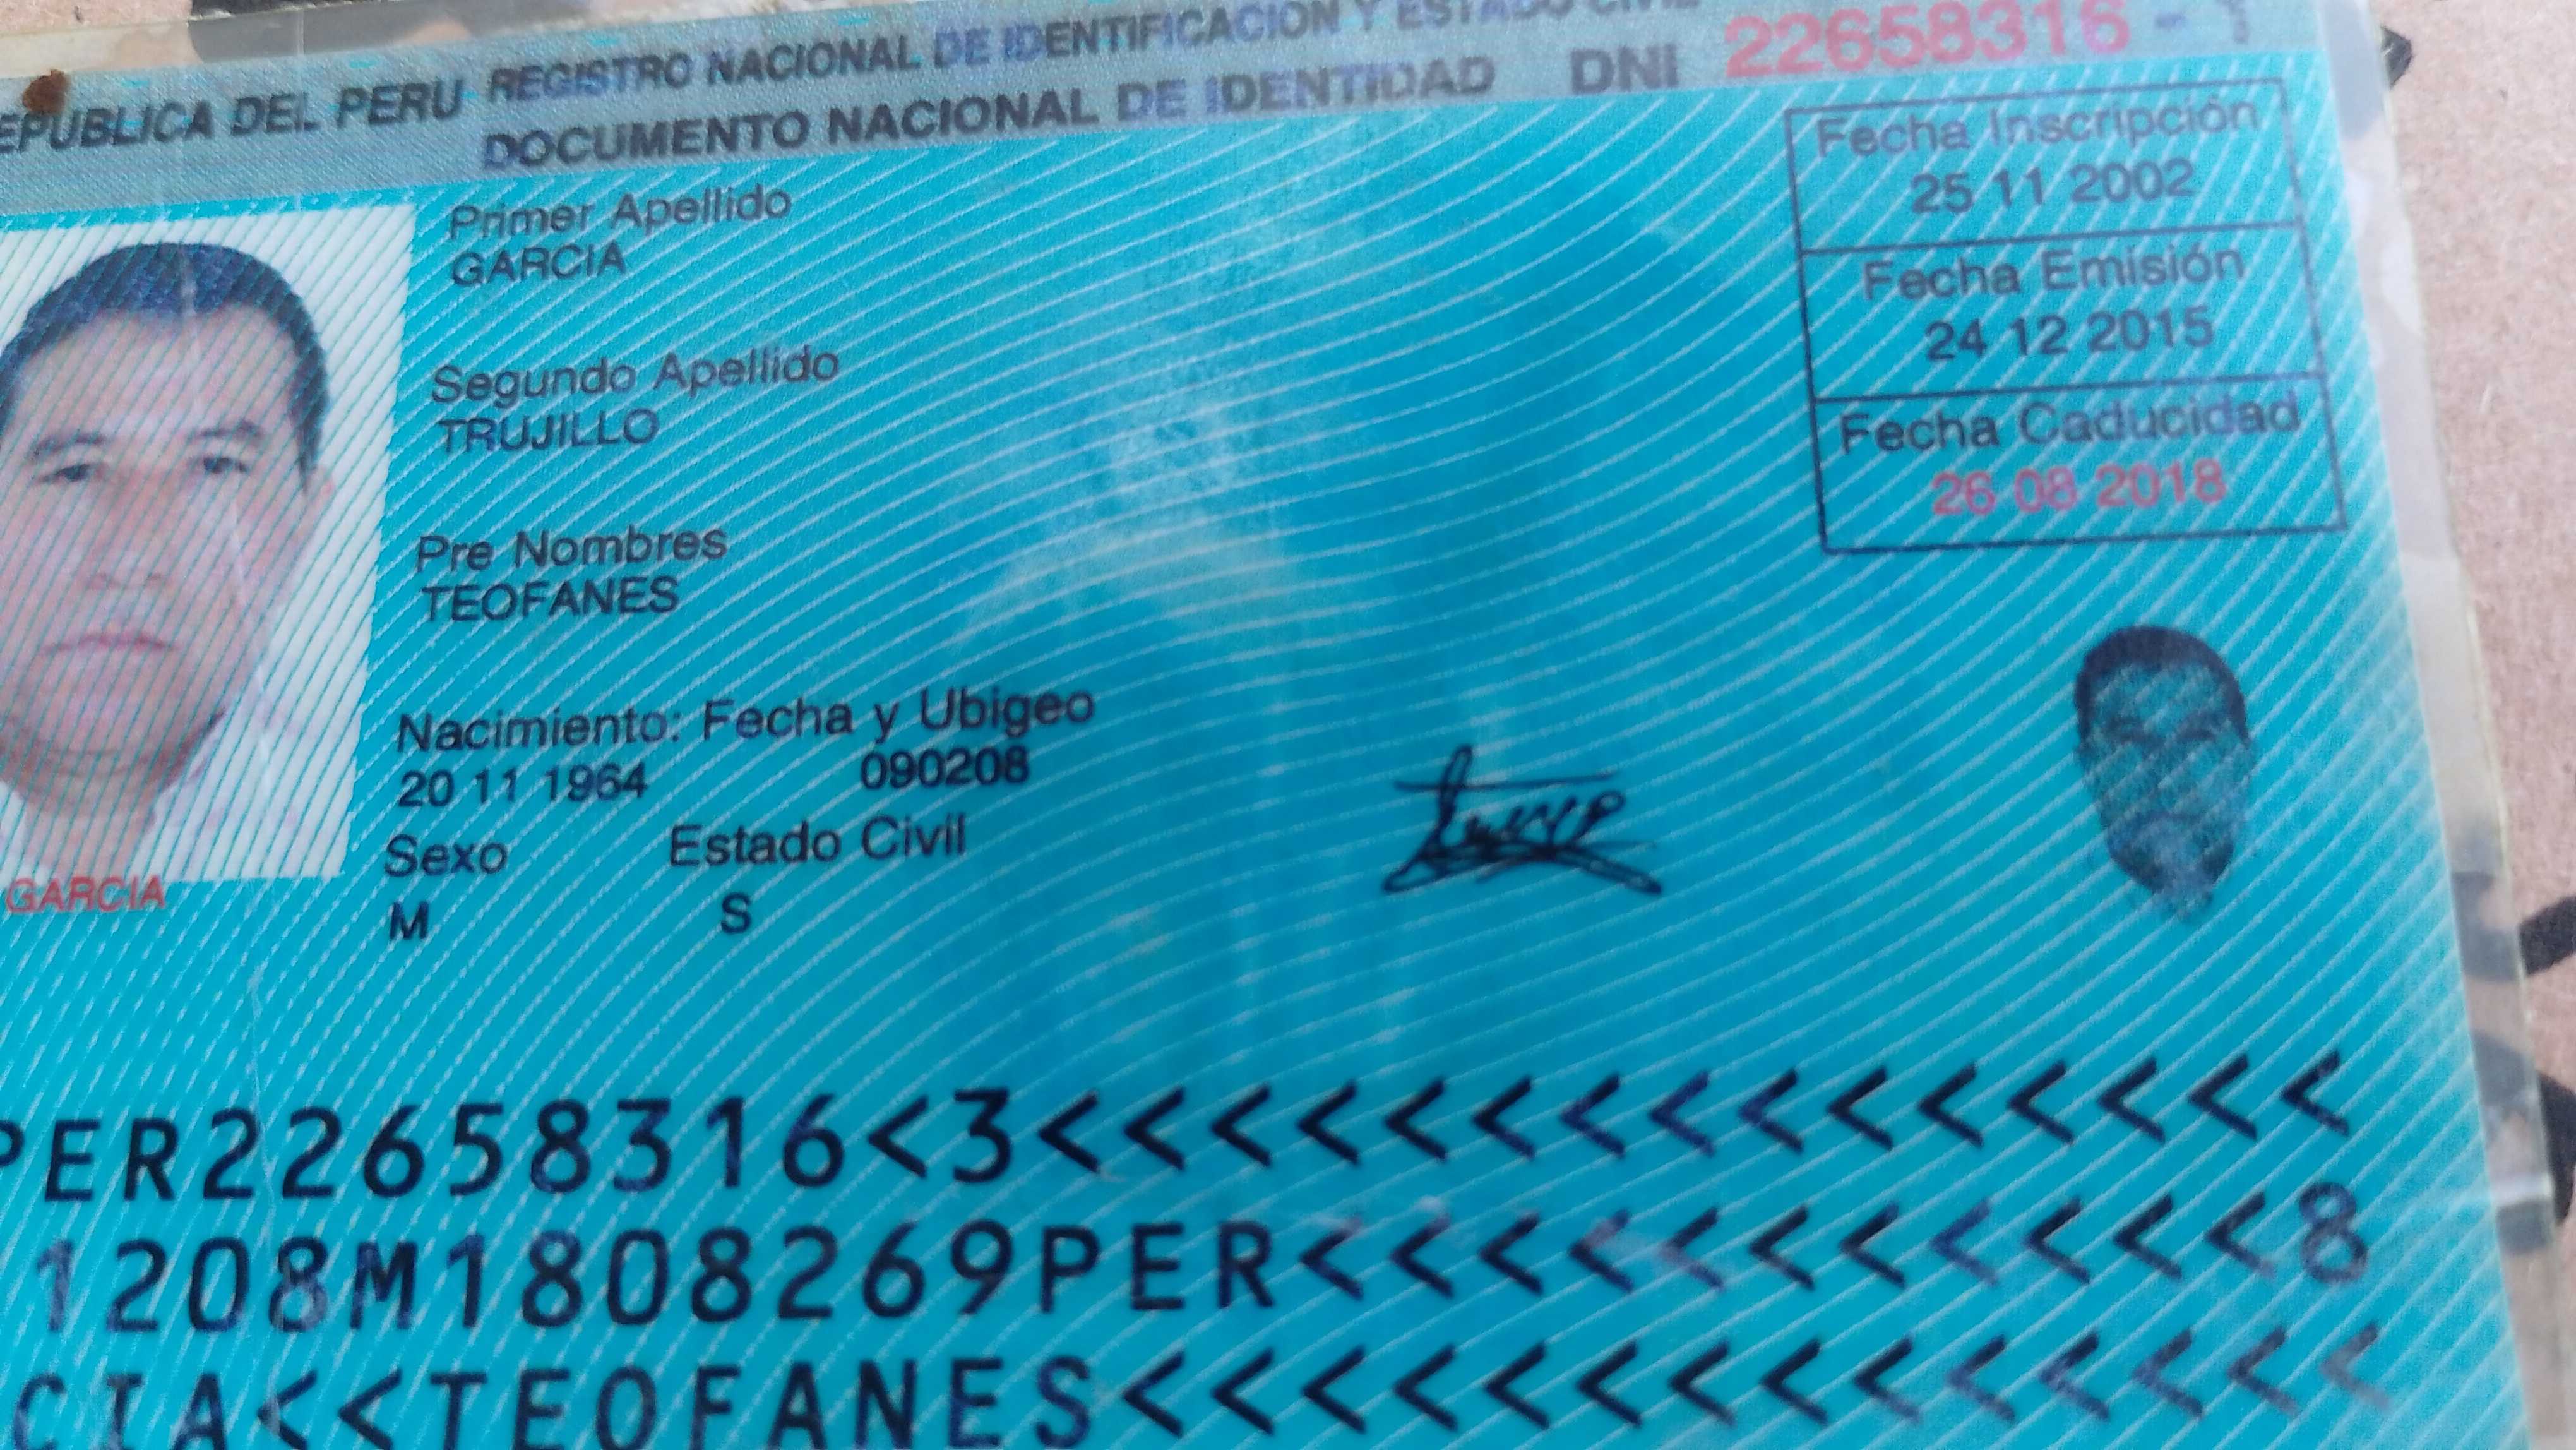 REPUBLICA DEL PERU REGISTRO NACIONAL DE IDENTIFICACION Y ESTADO CIVIL
DOCUMENTO NACIONAL DE IDENTIDAD DNI 22658316 -
Primer Apellido
GARCIA
Segundo Apellido
TRUJILLO
Pre Nombres
TEOFANES
Nacimiento: Fecha y Ubigeo
20 11 1964 090208
Sexo Estado Civil
M S
GARCIA
Fecha Inscripción
25 11 2002
Fecha Emisión
24 12 2015
Fecha Caducidad
26 08 2018
PER22658316<3<<<<<<<<<<<<<<<
1208M1808269PER<<<<<<<<<<<8
CIA<<TEOFANES<<<<<<<<<<<<<<